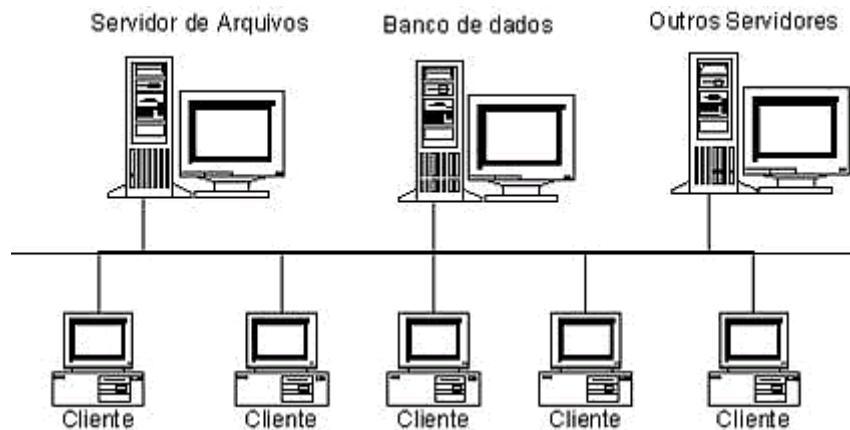 Servidor de Arquivos
Banco de dados
Outros Servidores
Cliente
Cliente
Cliente
Cliente
Cliente